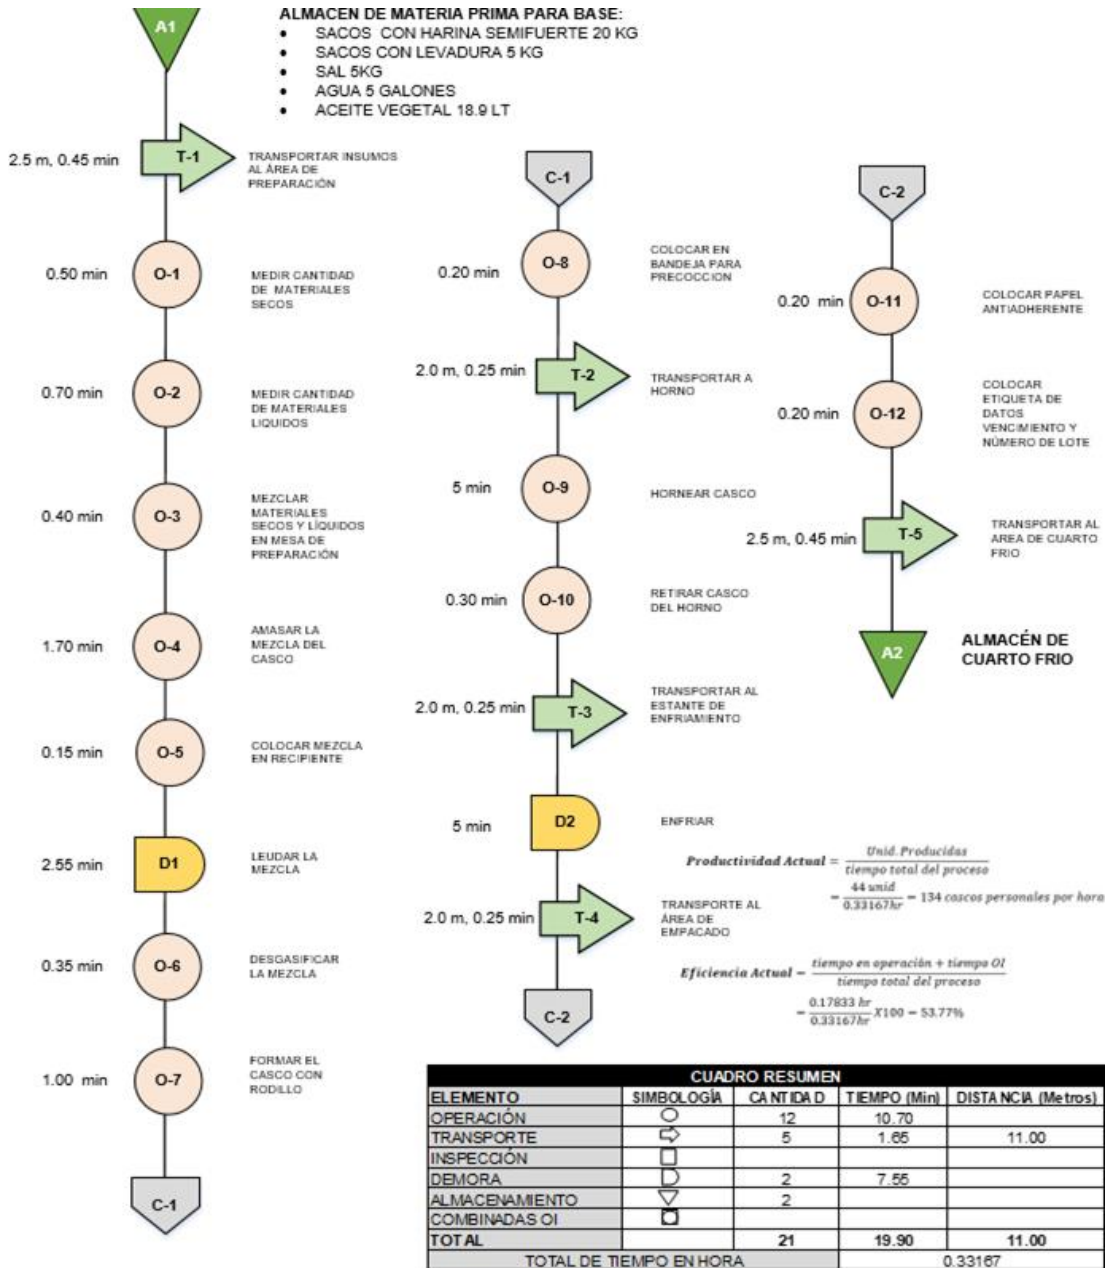 A1
ALMACEN DE MATERIA PRIMA PARA BASE:
• SACOS CON HARINA SEMIFUERTE 20 KG
• SACOS CON LEVADURA 5 KG
• SAL 5KG
• AGUA 5 GALONES
• ACEITE VEGETAL 18.9 LT
2.5 m, 0.45 min
T-1
TRANSPORTAR INSUMOS
AL ÁREA DE
PREPARACIÓN
0.50 min
O-1
MEDIR CANTIDAD
DE MATERIALES
SECOS
0.70 min
O-2
MEDIR CANTIDAD
DE MATERIALES
LIQUIDOS
0.40 min
O-3
MEZCLAR
MATERIALES
SECOS Y LÍQUIDOS
EN MESA DE
PREPARACIÓN
1.70 min
O-4
AMASAR LA
MEZCLA DEL
CASCO
0.15 min
O-5
COLOCAR MEZCLA
EN RECIPIENTE
2.55 min
D1
LEUDAR LA
MEZCLA
0.35 min
O-6
DESGASIFICAR
LA MEZCLA
1.00 min
O-7
FORMAR EL
CASCO CON
RODILLO
C-1
C-1
0.20 min
O-8
COLOCAR EN
BANDEJA PARA
PRECOCCION
2.0 m, 0.25 min
T-2
TRANSPORTAR A
HORNO
5 min
O-9
HORNEAR CASCO
0.30 min
O-10
RETIRAR CASCO
DEL HORNO
2.0 m, 0.25 min
T-3
TRANSPORTAR AL
ESTANTE DE
ENFRIAMIENTO
5 min
D2
ENFRIAR
2.0 m, 0.25 min
T-4
TRANSPORTE AL
ÁREA DE
EMPACADO
C-2
C-2
0.20 min
O-11
COLOCAR PAPEL
ANTIADHERENTE
0.20 min
O-12
COLOCAR
ETIQUETA DE
DATOS
VENCIMIENTO Y
NÚMERO DE LOTE
2.5 m, 0.45 min
T-5
TRANSPORTAR AL
AREA DE CUARTO
FRIO
A2
ALMACÉN DE
CUARTO FRIO
Productividad Actual = Unid. Producidas / tiempo total del proceso
= 44 unid / 0.33167hr = 134 cascos personales por hora
Eficiencia Actual = tiempo en operación + tiempo OI / tiempo total del proceso
= 0.17833 hr / 0.33167hr X100 = 53.77%
CUADRO RESUMEN
ELEMENTO SIMBOLOGÍA CANTIDAD TIEMPO (Min) DISTANCIA (Metros)
OPERACIÓN 12 10.70
TRANSPORTE 5 1.65 11.00
INSPECCIÓN
DEMORA 2 7.55
ALMACENAMIENTO 2
COMBINADAS OI
TOTAL 21 19.90 11.00
TOTAL DE TIEMPO EN HORA 0.33167